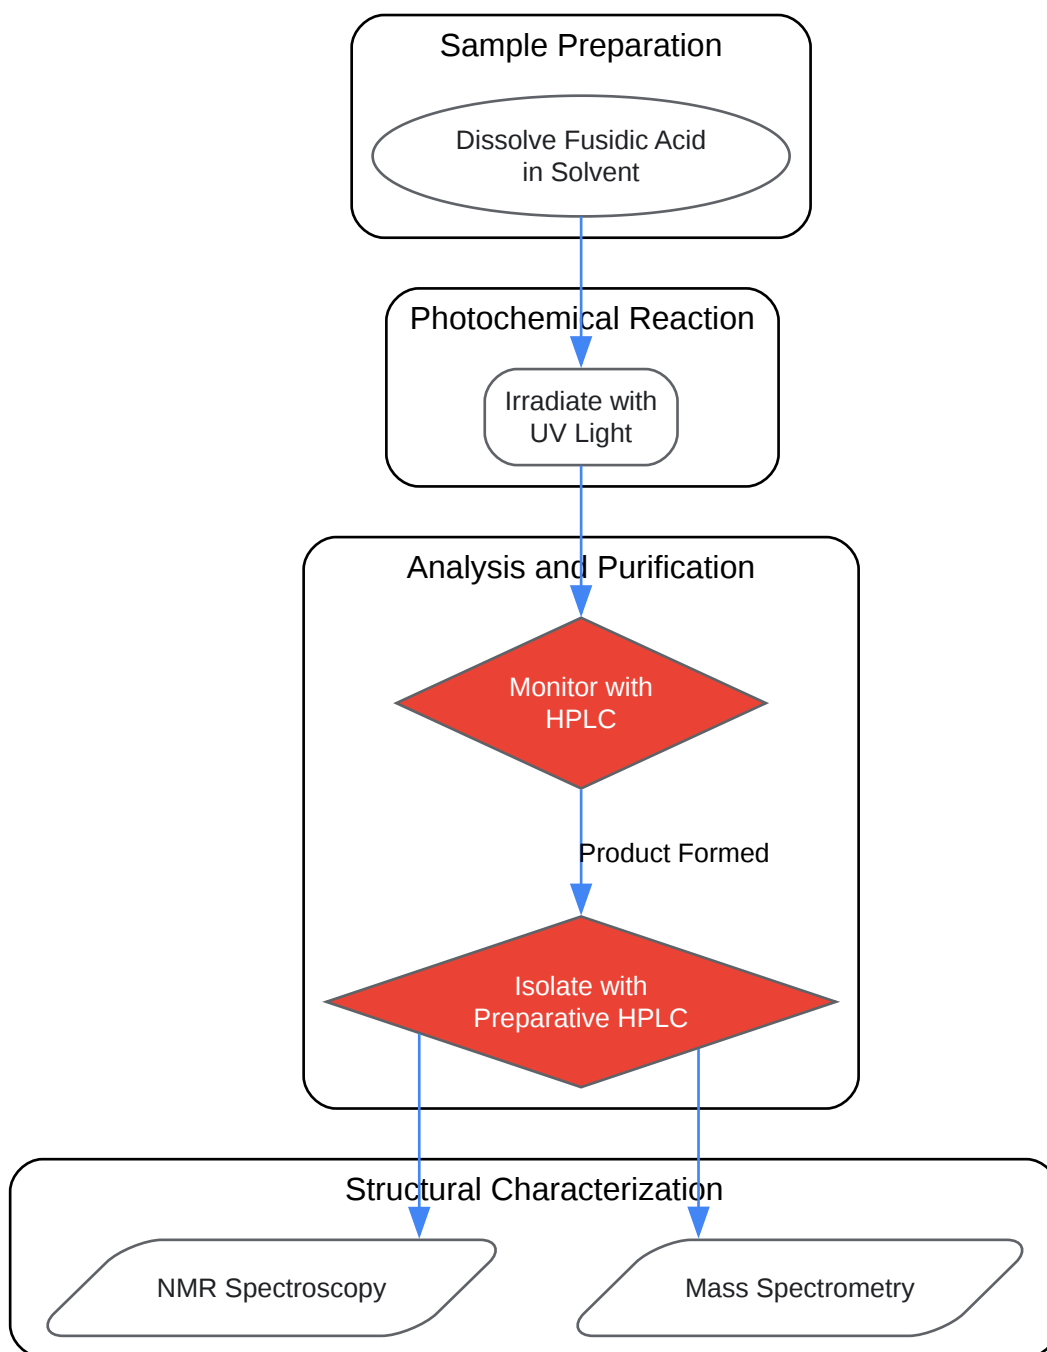 Sample Preparation
Dissolve Fusidic Acid
in Solvent
Photochemical Reaction
Irradiate with
UV Light
Analysis and Purification
Monitor with
HPLC
Product Formed
Isolate with
Preparative HPLC
Structural Characterization
NMR Spectroscopy
Mass Spectrometry